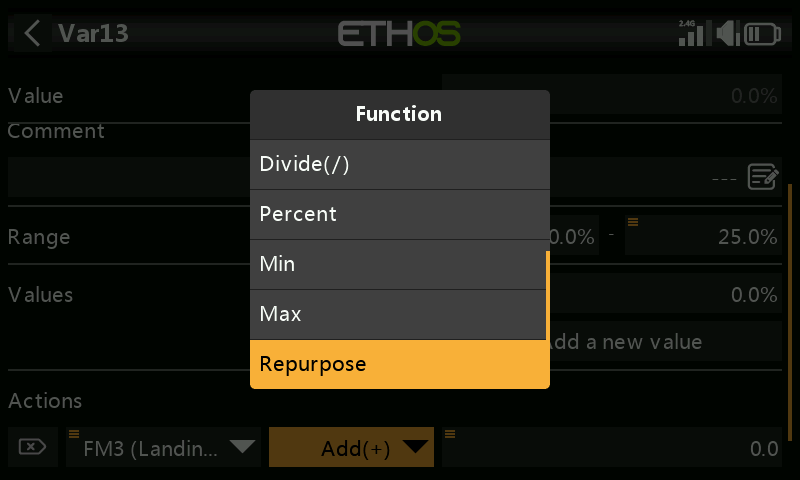 Var13
ETHOS
2.4G
Value
0.0%
Comment
---
Range
0.0%
-
25.0%
Values
0.0%
Add a new value
Actions
FM3 (Landin...
Add(+)
0.0
Function
Divide(/)
Percent
Min
Max
Repurpose